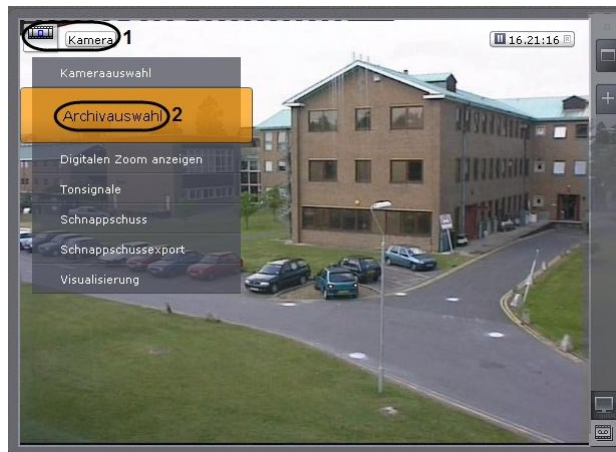 Kamera 1
16.21:16
Kameraauswahl
Archivauswahl 2
Digitalen Zoom anzeigen
Tonsignale
Schnappschuss
Schnappschussexport
Visualisierung